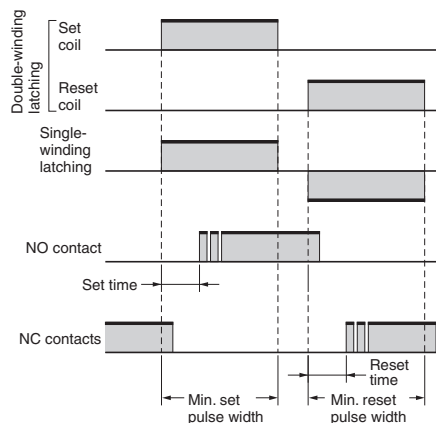 Double-winding
latching
Set
coil
Reset
coil
Single-
winding
latching
NO contact
Set time
NC contacts
Reset
time
Min. set
pulse width
Min. reset
pulse width